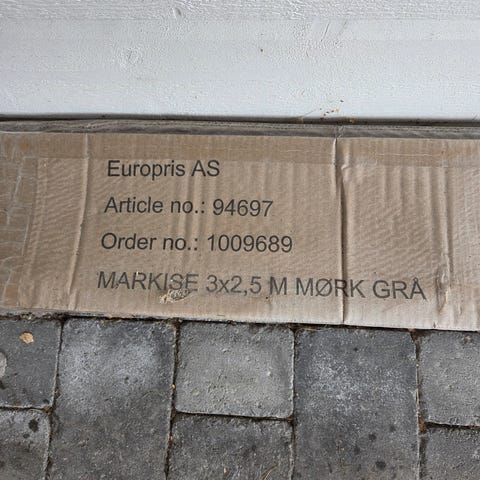 Europris AS
Article no.: 94697
Order no.: 1009689
MARKISE 3x2,5 M MØRK GRÅ